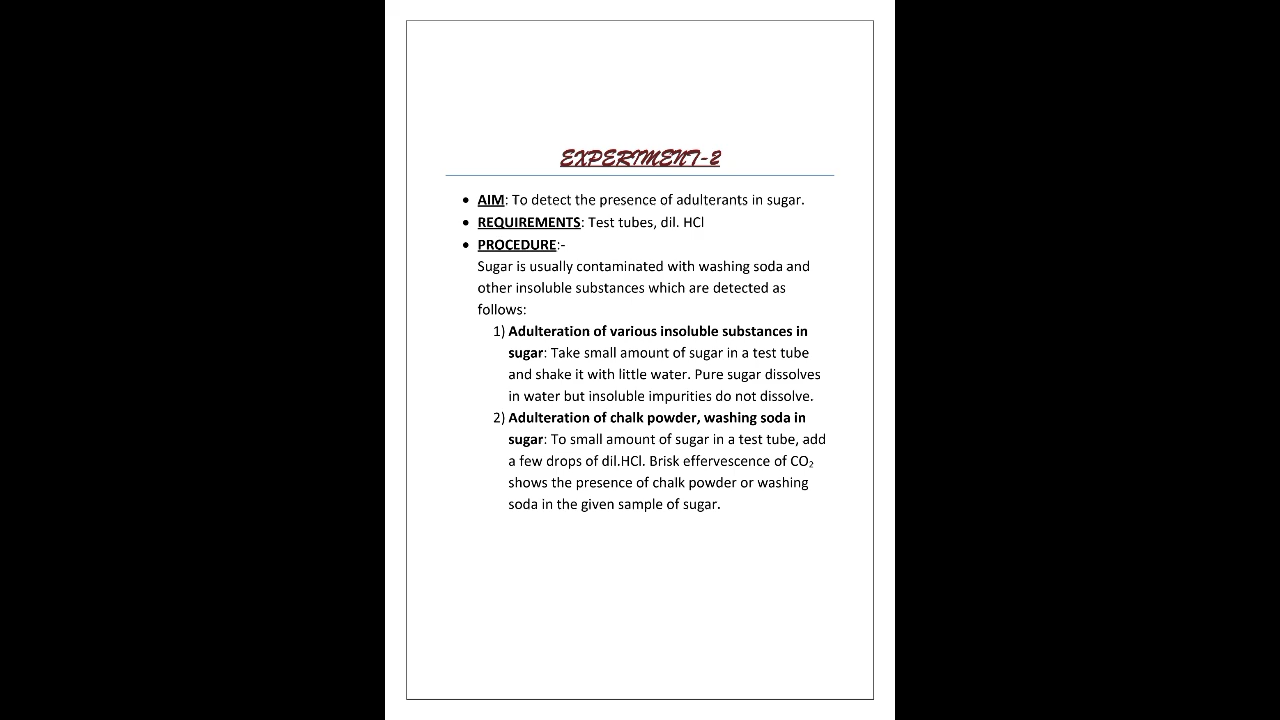 EXPERIMENT-2
• AIM: To detect the presence of adulterants in sugar.
• REQUIREMENTS: Test tubes, dil. HCl
• PROCEDURE:-
Sugar is usually contaminated with washing soda and
other insoluble substances which are detected as
follows:
1) Adulteration of various insoluble substances in
sugar: Take small amount of sugar in a test tube
and shake it with little water. Pure sugar dissolves
in water but insoluble impurities do not dissolve.
2) Adulteration of chalk powder, washing soda in
sugar: To small amount of sugar in a test tube, add
a few drops of dil.HCl. Brisk effervescence of CO₂
shows the presence of chalk powder or washing
soda in the given sample of sugar.